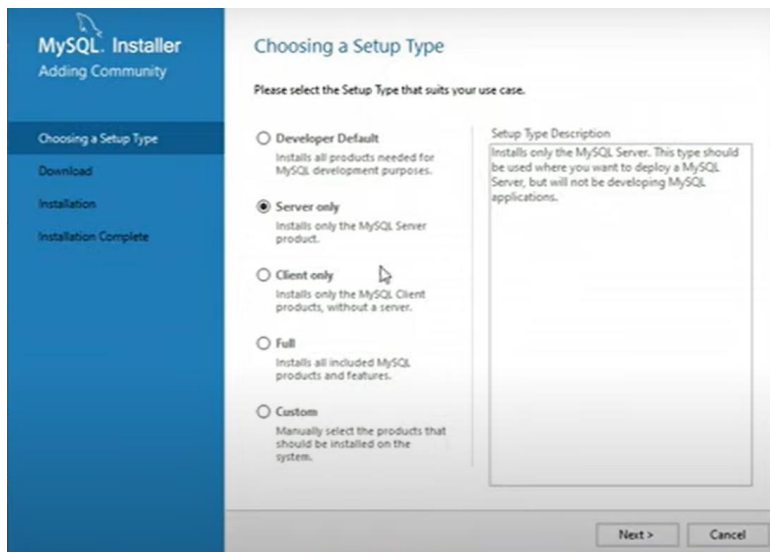 MySQL. Installer
Adding Community
Choosing a Setup Type
Download
Installation
Installation Complete
Choosing a Setup Type
Please select the Setup Type that suits your use case.
Developer Default
Installs all products needed for
MySQL development purposes.
Server only
Installs only the MySQL Server
product.
Client only
Installs only the MySQL Client
products, without a server.
Full
Installs all included MySQL
products and features.
Custom
Manually select the products that
should be installed on the
system.
Setup Type Description
Installs only the MySQL Server. This type should
be used where you want to deploy a MySQL
Server, but will not be developing MySQL
applications.
Next >
Cancel